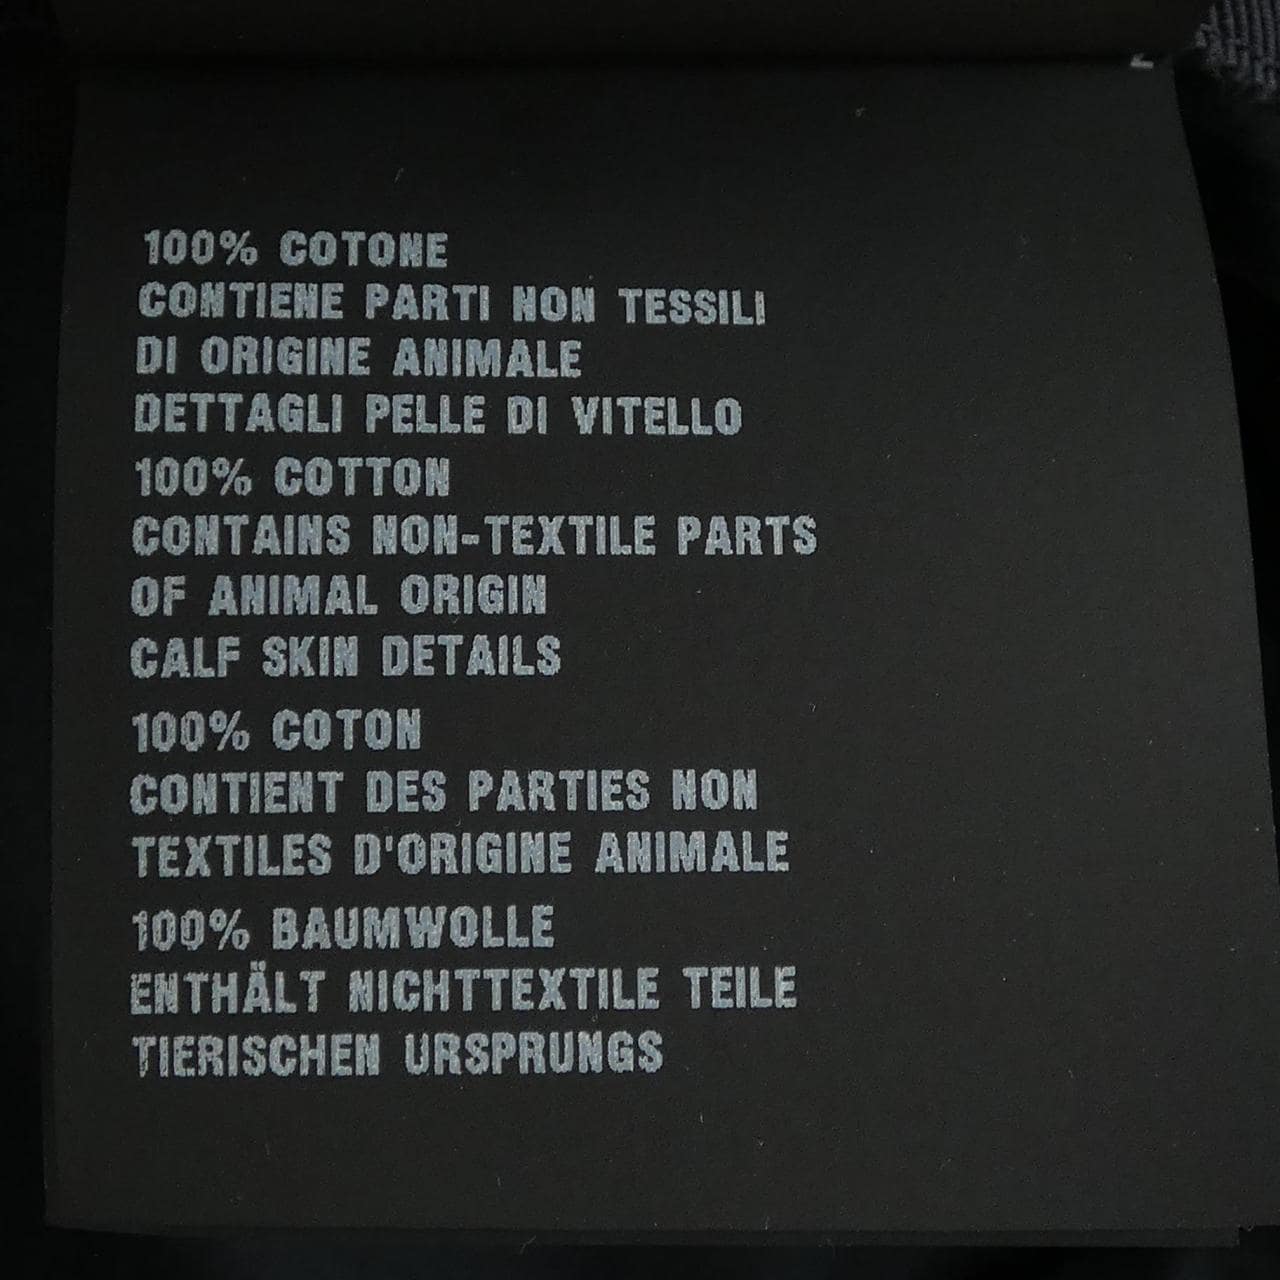 100% COTONE
CONTIENE PARTI NON TESSILI
DI ORIGINE ANIMALE
DETTAGLI PELLE DI VITELLO
100% COTTON
CONTAINS NON-TEXTILE PARTS
OF ANIMAL ORIGIN
CALF SKIN DETAILS
100% COTON
CONTIENT DES PARTIES NON
TEXTILES D'ORIGINE ANIMALE
100% BAUMWOLLE
ENTHÄLT NICHTTEXTILE TEILE
TIERISCHEN URSPRUNGS